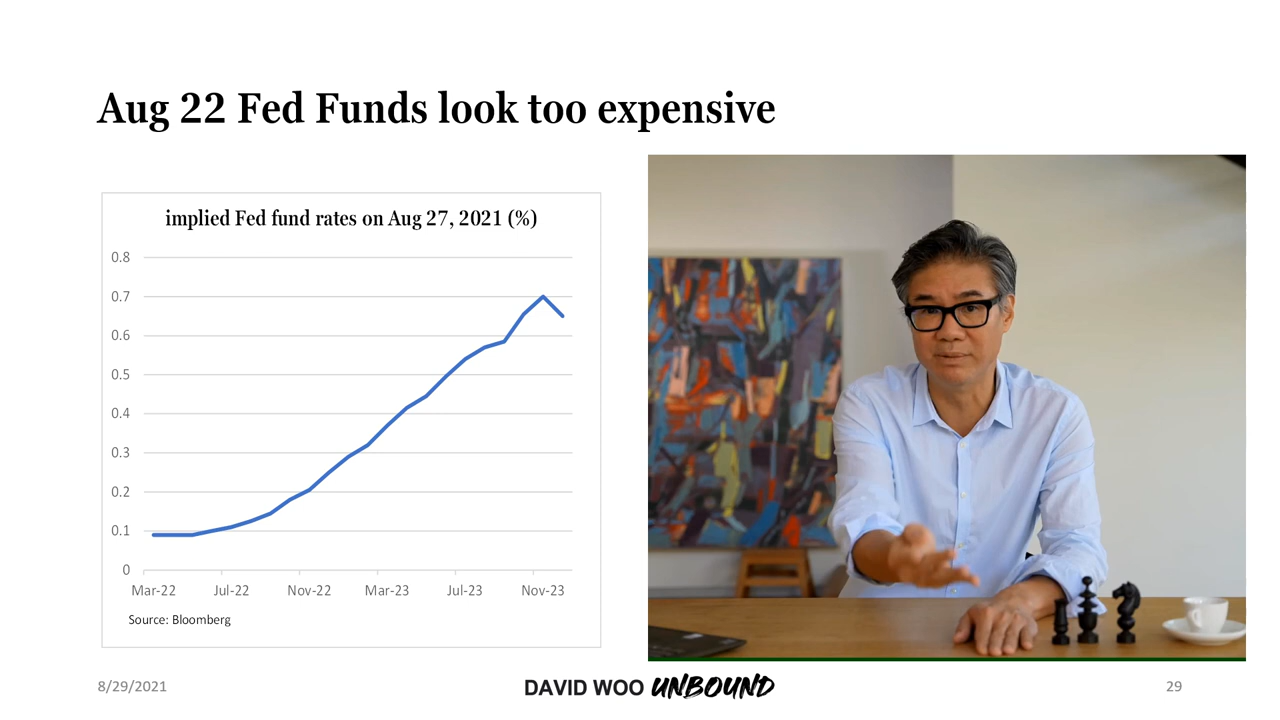 Aug 22 Fed Funds look too expensive
implied Fed fund rates on Aug 27, 2021 (%)
0.8
0.7
0.6
0.5
0.4
0.3
0.2
0.1
0
Mar-22 Jul-22 Nov-22 Mar-23 Jul-23 Nov-23
Source: Bloomberg
8/29/2021 DAVID WOO UNBOUND 29